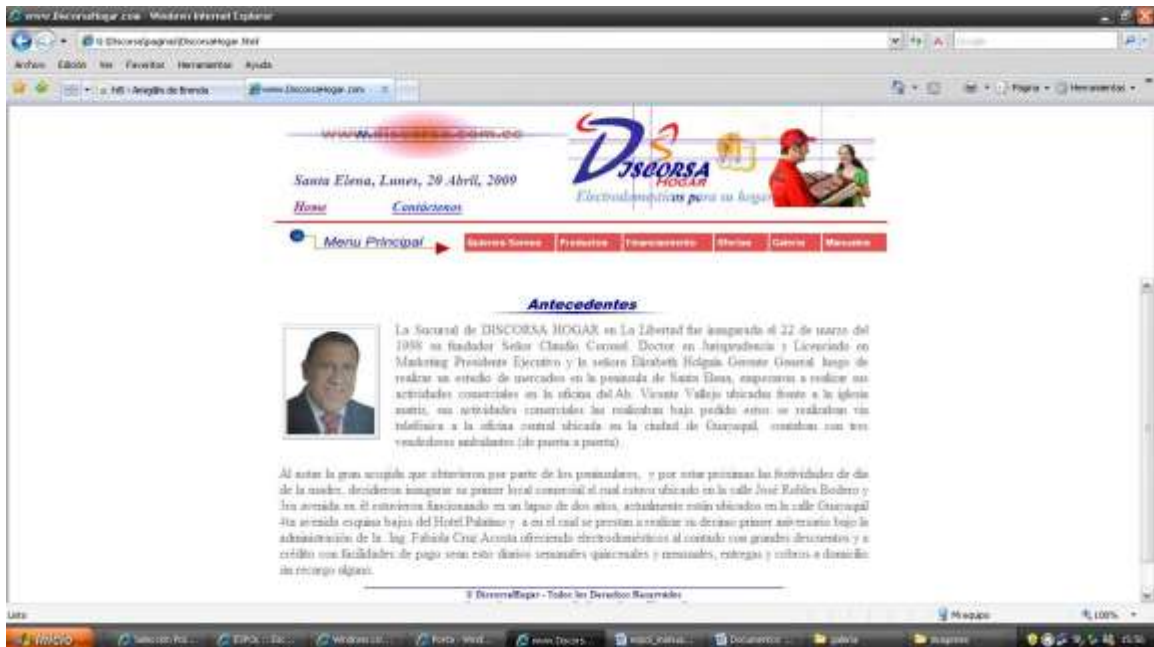 www.DiscorsaHogar.com - Windows Internet Explorer
Archivo Edición Ver Favoritos Herramientas Ayuda
www.DiscorsaHogar.com
Página Herramientas
www.discorsa.com.ec
DISCORSA
HOGAR
Electrodomésticos para su hogar
Santa Elena, Lunes, 20 Abril, 2009
Home Contáctenos
Menu Principal
Quienes Somos Productos Financiamiento Ofertas Galeria
Antecedentes
La Sucursal de DISCORSA HOGAR en La Libertad fue inaugurada el 22 de marzo del
1998 su fundador Señor Claudio Coronel Doctor en Jurisprudencia y Licenciado en
Marketing Presidente Ejecutivo y la señora Elizabeth Holguín Gerente General luego de
realizar un estudio de mercados en la península de Santa Elena, empezaron a realizar sus
actividades comerciales en la oficina del Ab. Vicente Vallejo ubicadas frente a la iglesia
matriz, sus actividades comerciales las realizaban bajo pedido estos se realizaban vía
telefónica a la oficina central ubicada en la ciudad de Guayaquil, contaban con tres
vendedores ambulantes (de puerta a puerta)
Al notar la gran acogida que obtuvieron por parte de los peninsulares, y por estar próximas las festividades de día
de la madre, decidieron inaugurar su primer local comercial el cual estuvo ubicado en la calle José Robles Bodero y
3ra avenida en él estuvieron funcionando en un lapso de dos años, actualmente están ubicados en la calle Guayaquil
4ta avenida esquina bajos del Hotel Palatino y a en el cual se prestan a realizar su decimo primer aniversario bajo la
administración de la Ing. Fabiola Cruz Acosta ofreciendo electrodomésticos al contado con grandes descuentos y a
crédito con facilidades de pago sean esto diarios semanales quincenales y mensuales, entregas y cobros a domicilio
sin recargo alguno.
© DiscorsaHogar - Todos los Derechos Reservados
Listo Mi equipo 100%
Inicio